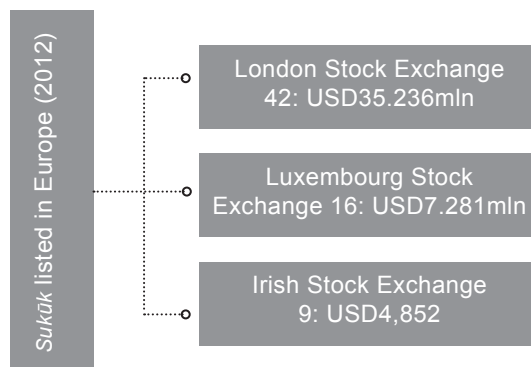 Sukūk listed in Europe (2012)
London Stock Exchange
42: USD35.236mln
Luxembourg Stock
Exchange 16: USD7.281mln
Irish Stock Exchange
9: USD4,852